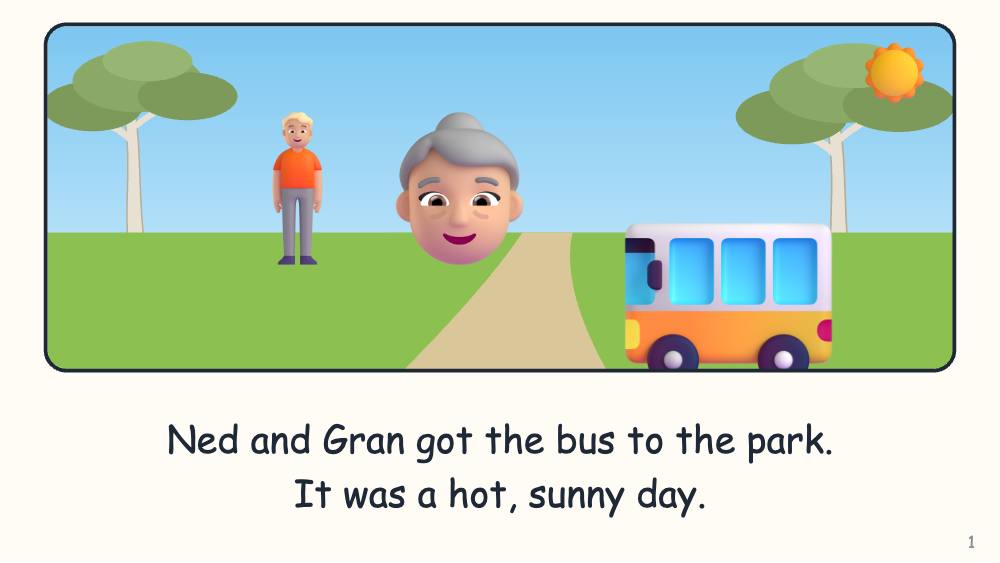 Ned and Gran got the bus to the park.
It was a hot, sunny day.
1